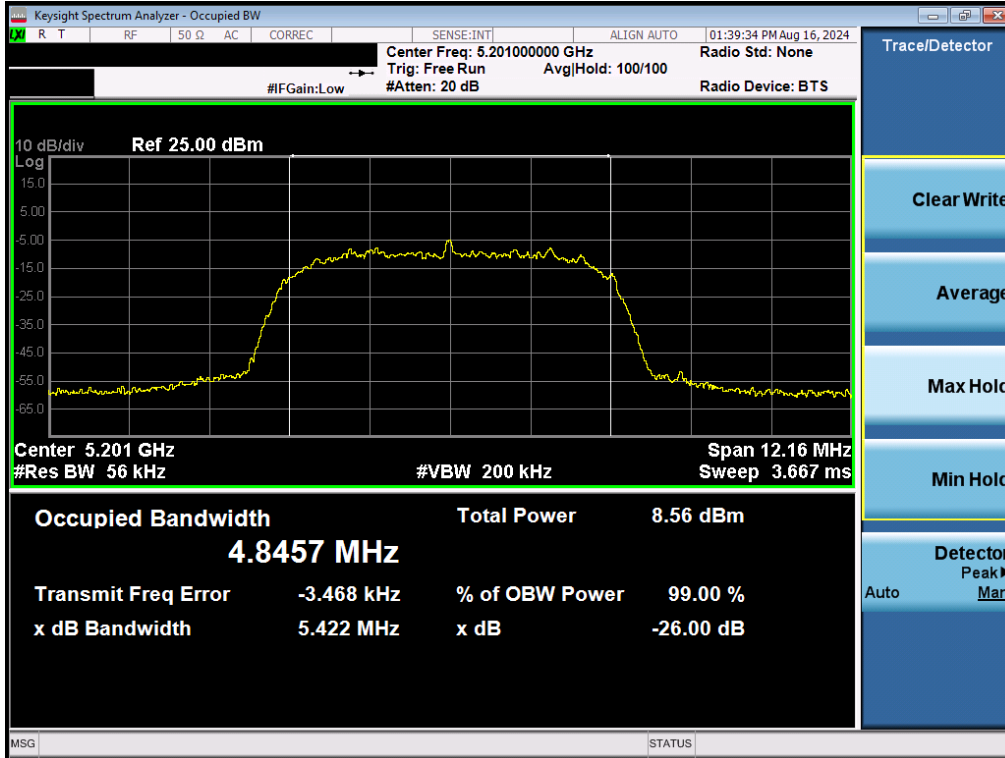 Keysight Spectrum Analyzer - Occupied BW
LXI R T RF 50 Ω AC CORREC SENSE:INT ALIGN AUTO 01:39:34 PM Aug 16, 2024
Center Freq: 5.201000000 GHz Radio Std: None
Trig: Free Run Avg|Hold: 100/100
#IFGain:Low #Atten: 20 dB Radio Device: BTS
Trace/Detector
10 dB/div Ref 25.00 dBm
Log
15.0
5.00
-5.00
-15.0
-25.0
-35.0
-45.0
-55.0
-65.0
Center 5.201 GHz Span 12.16 MHz
#Res BW 56 kHz #VBW 200 kHz Sweep 3.667 ms
Occupied Bandwidth Total Power 8.56 dBm
4.8457 MHz
Transmit Freq Error -3.468 kHz % of OBW Power 99.00 %
x dB Bandwidth 5.422 MHz x dB -26.00 dB
Clear Write
Average
Max Hold
Min Hold
Detector
Peak
Auto Man
MSG STATUS